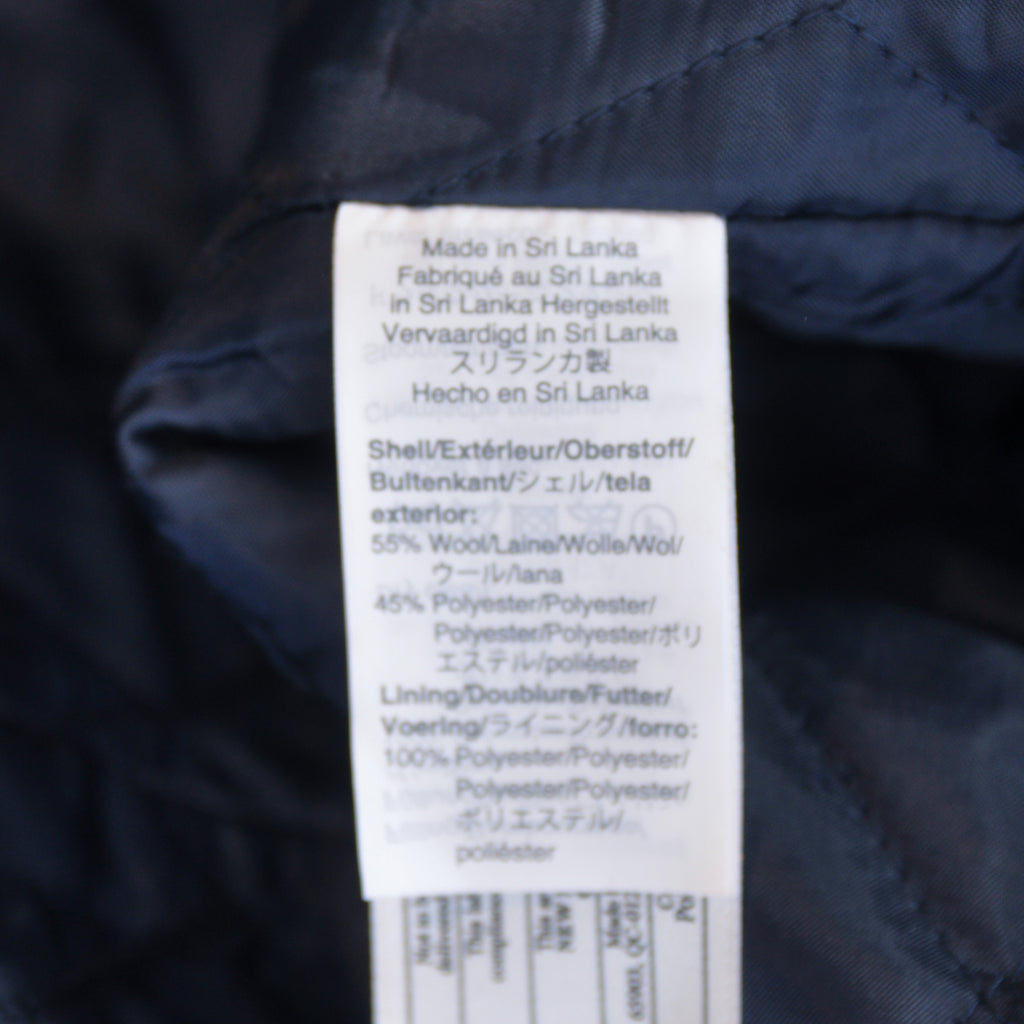 Made in Sri Lanka
Fabriqué au Sri Lanka
in Sri Lanka Hergestellt
Vervaardigd in Sri Lanka
スリランカ製
Hecho en Sri Lanka
Shell/Extérieur/Oberstoff/
Buitenkant/シェル/tela
exterior:
55% Wool/Laine/Wolle/Wol/
ウール/lana
45% Polyester/Polyester/
Polyester/Polyester/ポリ
エステル/poliéster
Lining/Doublure/Futter/
Voering/ライニング/forro:
100% Polyester/Polyester/
Polyester/Polyester/
ポリエステル/
poliéster